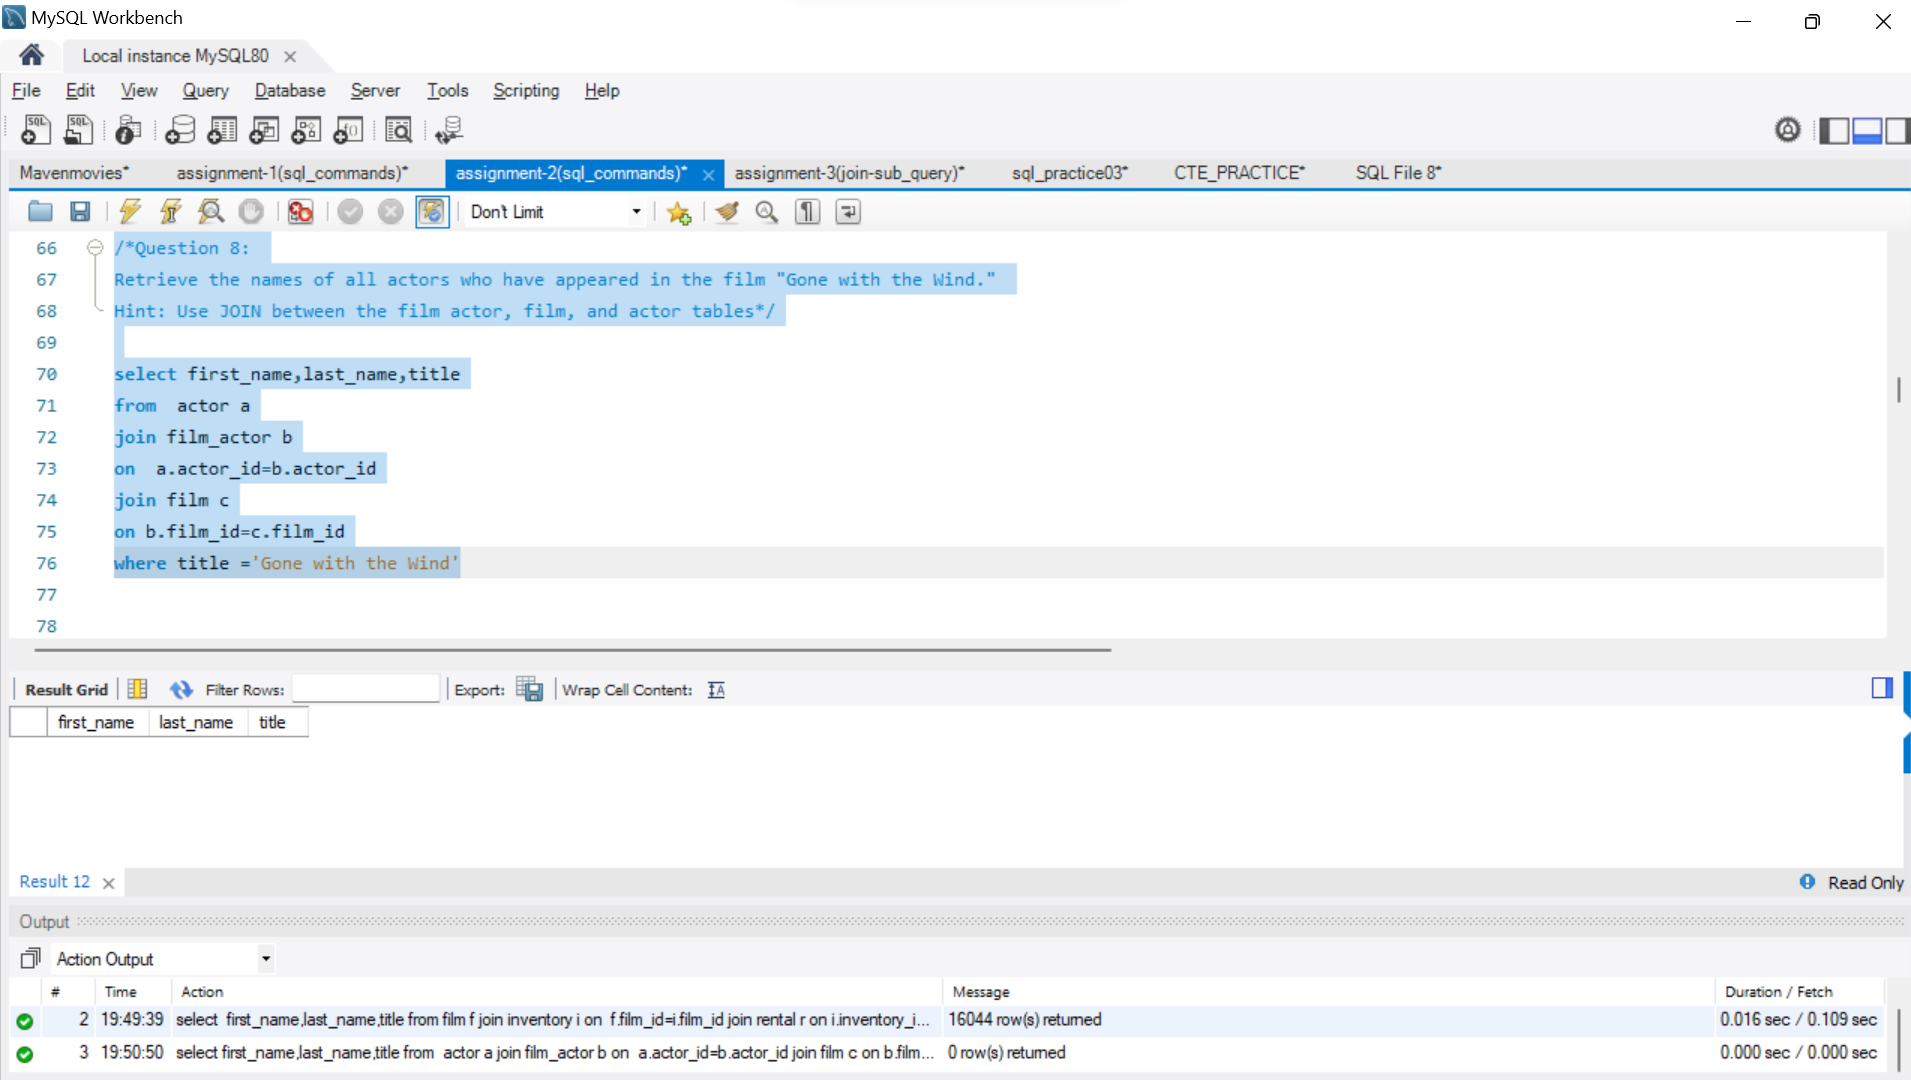 MySQL Workbench
Local instance MySQL80
File Edit View Query Database Server Tools Scripting Help
SQL SQL
Mavenmovies* assignment-1(sql_commands)* assignment-2(sql_commands)* assignment-3(join-sub_query)* sql_practice03* CTE_PRACTICE* SQL File 8*
Don't Limit
66 /*Question 8:
67 Retrieve the names of all actors who have appeared in the film "Gone with the Wind."
68 Hint: Use JOIN between the film actor, film, and actor tables*/
69
70 select first_name,last_name,title
71 from  actor a
72 join film_actor b
73 on  a.actor_id=b.actor_id
74 join film c
75 on b.film_id=c.film_id
76 where title ='Gone with the Wind'
77
78
Result Grid Filter Rows: Export: Wrap Cell Content:
first_name last_name title
Result 12 Read Only
Output
Action Output
# Time Action Message Duration / Fetch
2 19:49:39 select  first_name,last_name,title from film f join inventory i on  f.film_id=i.film_id join rental r on i.inventory_i... 16044 row(s) returned 0.016 sec / 0.109 sec
3 19:50:50 select first_name,last_name,title from  actor a join film_actor b on  a.actor_id=b.actor_id join film c on b.film... 0 row(s) returned 0.000 sec / 0.000 sec